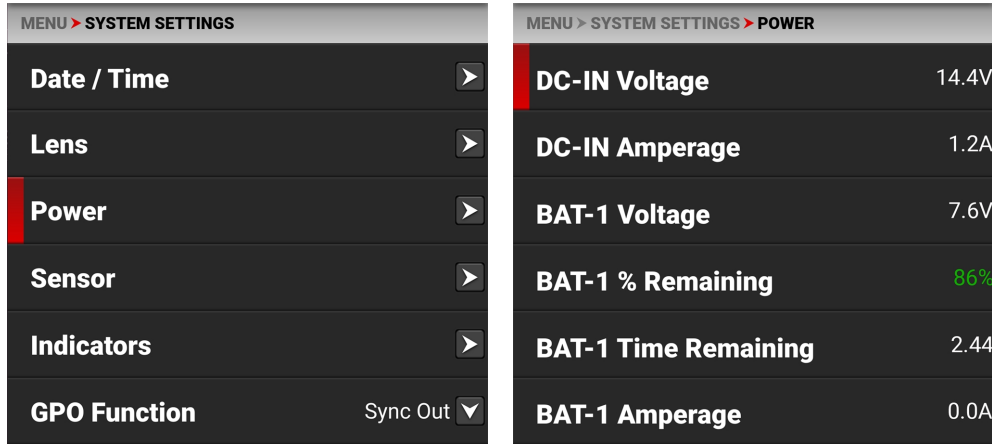 MENU > SYSTEM SETTINGS
Date / Time
Lens
Power
Sensor
Indicators
GPO Function Sync Out
MENU > SYSTEM SETTINGS > POWER
DC-IN Voltage 14.4V
DC-IN Amperage 1.2A
BAT-1 Voltage 7.6V
BAT-1 % Remaining 86%
BAT-1 Time Remaining 2.44
BAT-1 Amperage 0.0A